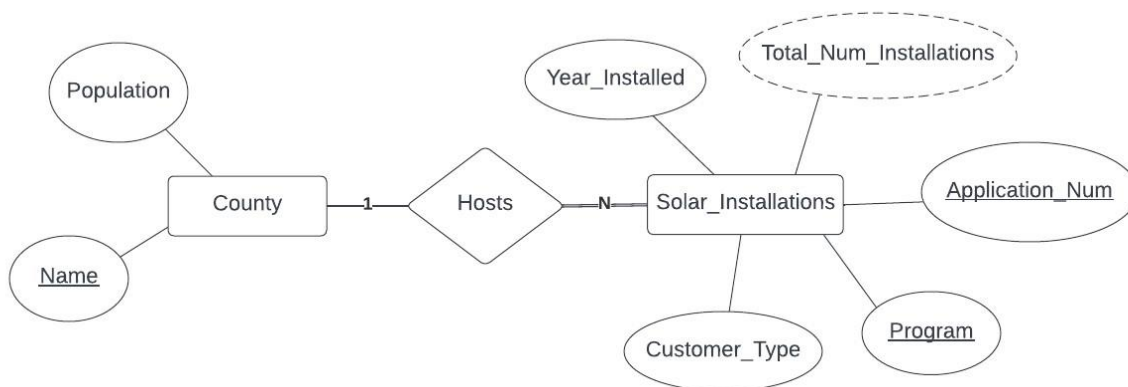 Population
Name
County
1
Hosts
N
Year_Installed
Total_Num_Installations
Solar_Installations
Application_Num
Customer_Type
Program